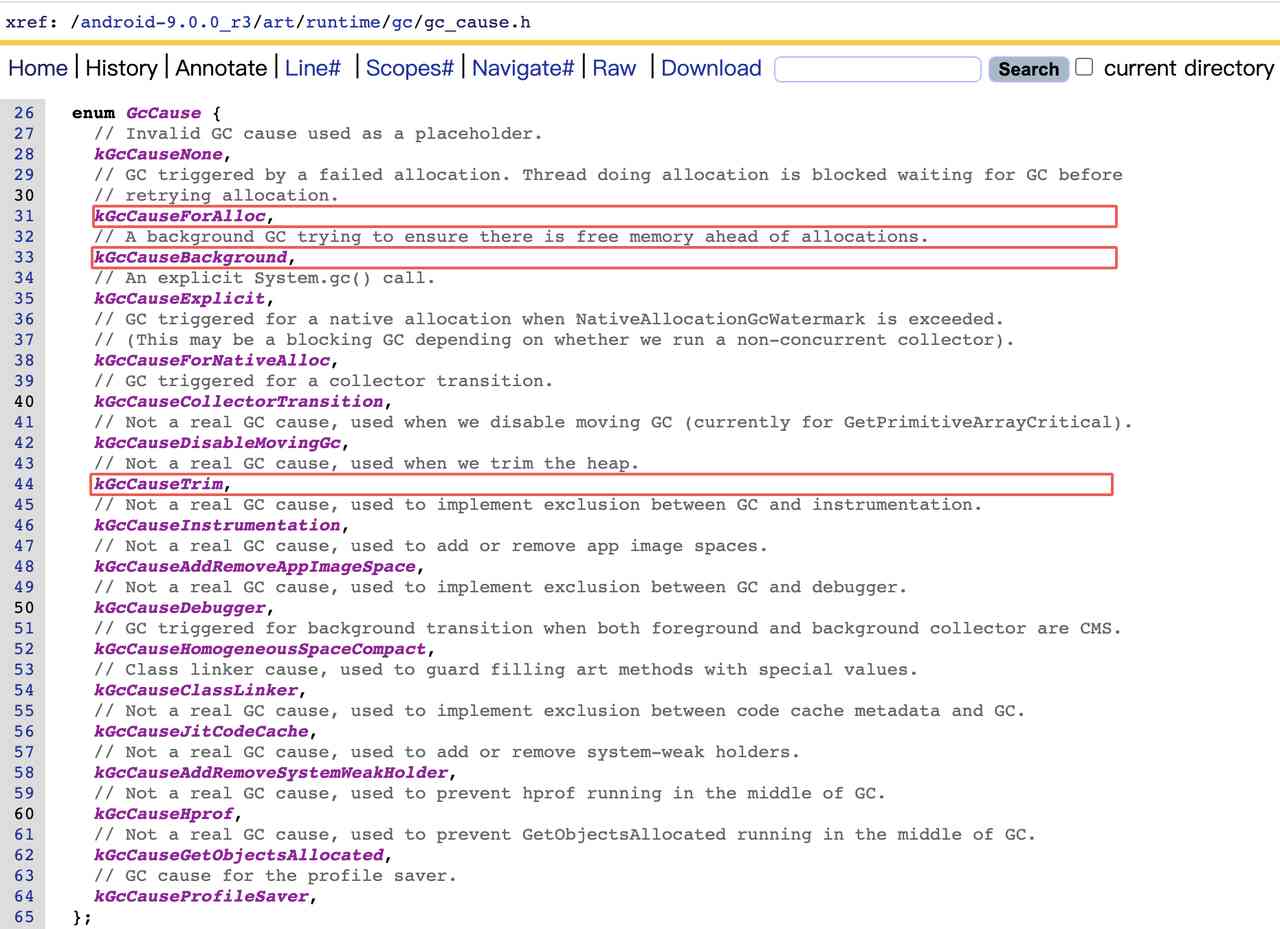 xref: /android-9.0.0_r3/art/runtime/gc/gc_cause.h
Home | History | Annotate | Line# | Scopes# | Navigate# | Raw | Download Search current directory
26 enum GcCause {
27 // Invalid GC cause used as a placeholder.
28 kGcCauseNone,
29 // GC triggered by a failed allocation. Thread doing allocation is blocked waiting for GC before
30 // retrying allocation.
31 kGcCauseForAlloc,
32 // A background GC trying to ensure there is free memory ahead of allocations.
33 kGcCauseBackground,
34 // An explicit System.gc() call.
35 kGcCauseExplicit,
36 // GC triggered for a native allocation when NativeAllocationGcWatermark is exceeded.
37 // (This may be a blocking GC depending on whether we run a non-concurrent collector).
38 kGcCauseForNativeAlloc,
39 // GC triggered for a collector transition.
40 kGcCauseCollectorTransition,
41 // Not a real GC cause, used when we disable moving GC (currently for GetPrimitiveArrayCritical).
42 kGcCauseDisableMovingGc,
43 // Not a real GC cause, used when we trim the heap.
44 kGcCauseTrim,
45 // Not a real GC cause, used to implement exclusion between GC and instrumentation.
46 kGcCauseInstrumentation,
47 // Not a real GC cause, used to add or remove app image spaces.
48 kGcCauseAddRemoveAppImageSpace,
49 // Not a real GC cause, used to implement exclusion between GC and debugger.
50 kGcCauseDebugger,
51 // GC triggered for background transition when both foreground and background collector are CMS.
52 kGcCauseHomogeneousSpaceCompact,
53 // Class linker cause, used to guard filling art methods with special values.
54 kGcCauseClassLinker,
55 // Not a real GC cause, used to implement exclusion between code cache metadata and GC.
56 kGcCauseJitCodeCache,
57 // Not a real GC cause, used to add or remove system-weak holders.
58 kGcCauseAddRemoveSystemWeakHolder,
59 // Not a real GC cause, used to prevent hprof running in the middle of GC.
60 kGcCauseHprof,
61 // Not a real GC cause, used to prevent GetObjectsAllocated running in the middle of GC.
62 kGcCauseGetObjectsAllocated,
63 // GC cause for the profile saver.
64 kGcCauseProfileSaver,
65 };